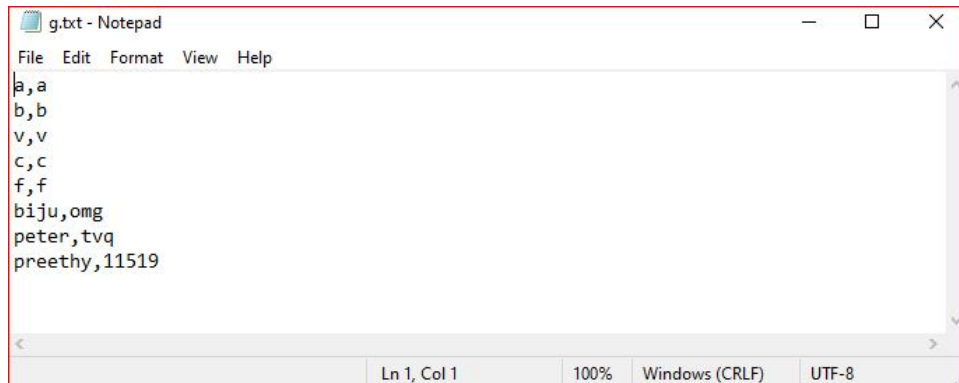 g.txt - Notepad
File Edit Format View Help
a,a
b,b
v,v
c,c
f,f
biju,omg
peter,tvq
preethy,11519
Ln 1, Col 1 100% Windows (CRLF) UTF-8